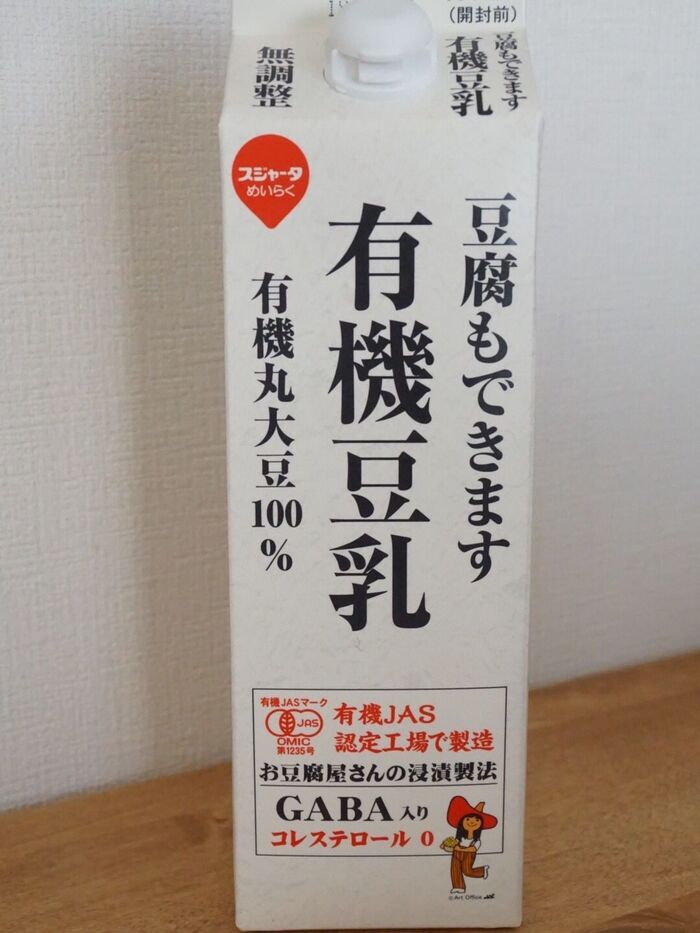 (開封前)
豆腐もできます
有機豆乳
無調整
スジャータ
めいらく
豆腐もできます
有機豆乳
有機丸大豆100%
有機JASマーク
JAS
OMIC
第1235号
有機JAS
認定工場で製造
お豆腐屋さんの浸漬製法
GABA入り
コレステロール 0
©Art Office